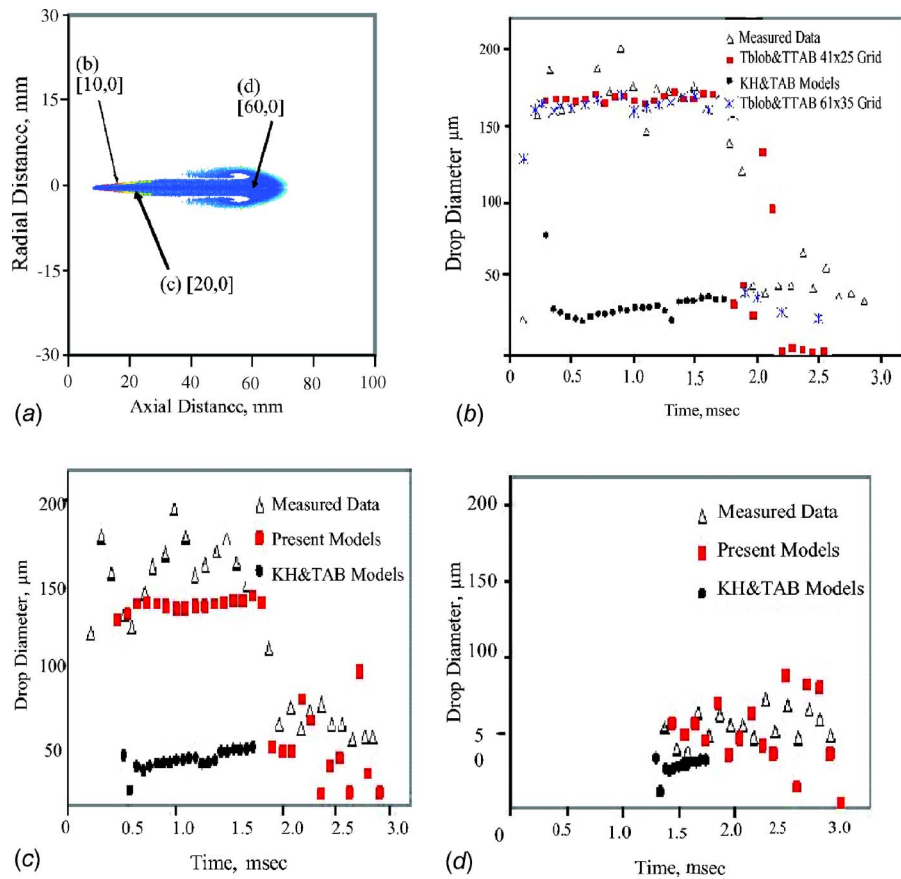 30
15
0
-15
-30
Radial Distance, mm
(b)
[10,0]
(d)
[60,0]
(c) [20,0]
0 20 40 60 80 100
Axial Distance, mm
(a)
200
150
100
50
Drop Diameter µm
Measured Data
Tblob&TTAB 41x25 Grid
KH&TAB Models
Tblob&TTAB 61x35 Grid
0 0.5 1.0 1.5 2.0 2.5 3.0
Time, msec
(b)
200
150
100
50
Drop Diameter, µm
Measured Data
Present Models
KH&TAB Models
0 0.5 1.0 1.5 2.0 2.5 3.0
Time, msec
(c)
200
150
100
5
0
0
Drop Diameter, µm
Measured Data
Present Models
KH&TAB Models
0.5 1.0 1.5 2.0 2.5 3.0
Time, msec
(d)